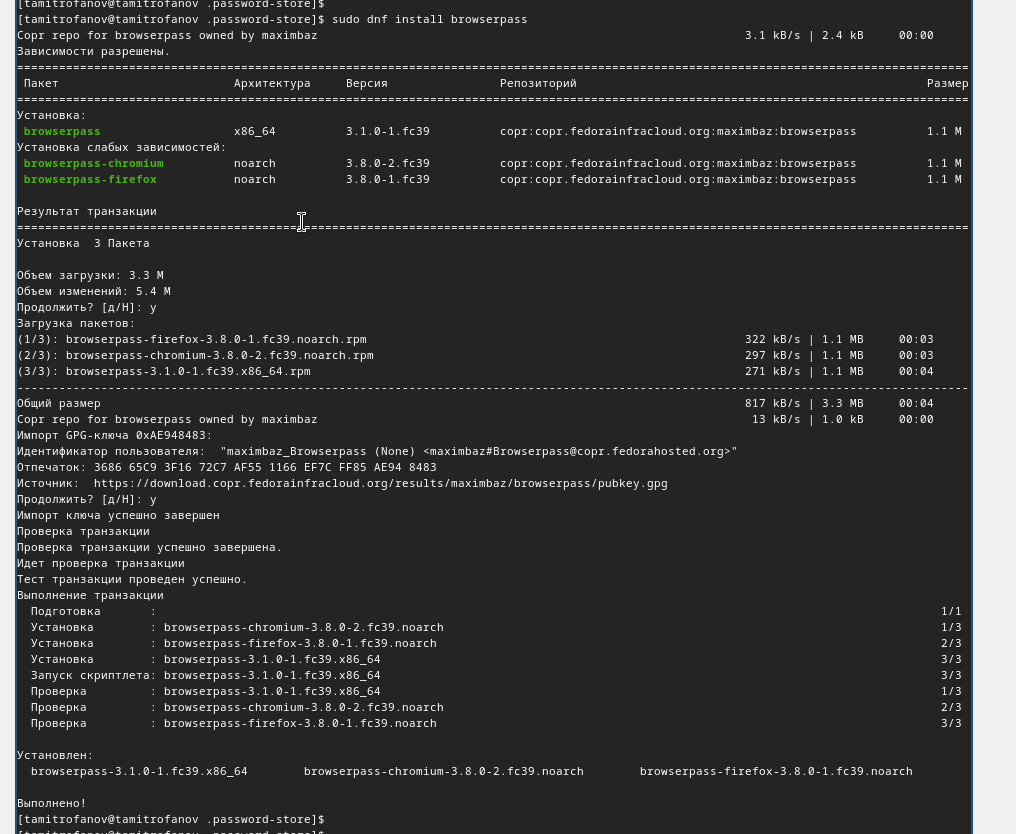 [tamitrofanov@tamitrofanov .password-store]$
[tamitrofanov@tamitrofanov .password-store]$ sudo dnf install browserpass
Copr repo for browserpass owned by maximbaz 3.1 kB/s | 2.4 kB 00:00
Зависимости разрешены.
================================================================================
Пакет Архитектура Версия Репозиторий Размер
================================================================================
Установка:
browserpass x86_64 3.1.0-1.fc39 copr:copr.fedorainfracloud.org:maximbaz:browserpass 1.1 M
Установка слабых зависимостей:
browserpass-chromium noarch 3.8.0-2.fc39 copr:copr.fedorainfracloud.org:maximbaz:browserpass 1.1 M
browserpass-firefox noarch 3.8.0-1.fc39 copr:copr.fedorainfracloud.org:maximbaz:browserpass 1.1 M
Результат транзакции
================================================================================
Установка 3 Пакета
Объем загрузки: 3.3 M
Объем изменений: 5.4 M
Продолжить? [д/Н]: y
Загрузка пакетов:
(1/3): browserpass-firefox-3.8.0-1.fc39.noarch.rpm 322 kB/s | 1.1 MB 00:03
(2/3): browserpass-chromium-3.8.0-2.fc39.noarch.rpm 297 kB/s | 1.1 MB 00:03
(3/3): browserpass-3.1.0-1.fc39.x86_64.rpm 271 kB/s | 1.1 MB 00:04
--------------------------------------------------------------------------------
Общий размер 817 kB/s | 3.3 MB 00:04
Copr repo for browserpass owned by maximbaz 13 kB/s | 1.0 kB 00:00
Импорт GPG-ключа 0xAE948483:
Идентификатор пользователя: "maximbaz_Browserpass (None) <maximbaz#Browserpass@copr.fedorahosted.org>"
Отпечаток: 3686 65C9 3F16 72C7 AF55 1166 EF7C FF85 AE94 8483
Источник: https://download.copr.fedorainfracloud.org/results/maximbaz/browserpass/pubkey.gpg
Продолжить? [д/Н]: y
Импорт ключа успешно завершен
Проверка транзакции
Проверка транзакции успешно завершена.
Идет проверка транзакции
Тест транзакции проведен успешно.
Выполнение транзакции
Подготовка : 1/1
Установка : browserpass-chromium-3.8.0-2.fc39.noarch 1/3
Установка : browserpass-firefox-3.8.0-1.fc39.noarch 2/3
Установка : browserpass-3.1.0-1.fc39.x86_64 3/3
Запуск скриптлета: browserpass-3.1.0-1.fc39.x86_64 3/3
Проверка : browserpass-3.1.0-1.fc39.x86_64 1/3
Проверка : browserpass-chromium-3.8.0-2.fc39.noarch 2/3
Проверка : browserpass-firefox-3.8.0-1.fc39.noarch 3/3
Установлен:
browserpass-3.1.0-1.fc39.x86_64 browserpass-chromium-3.8.0-2.fc39.noarch browserpass-firefox-3.8.0-1.fc39.noarch
Выполнено!
[tamitrofanov@tamitrofanov .password-store]$
[tamitrofanov@tamitrofanov .password-store]$